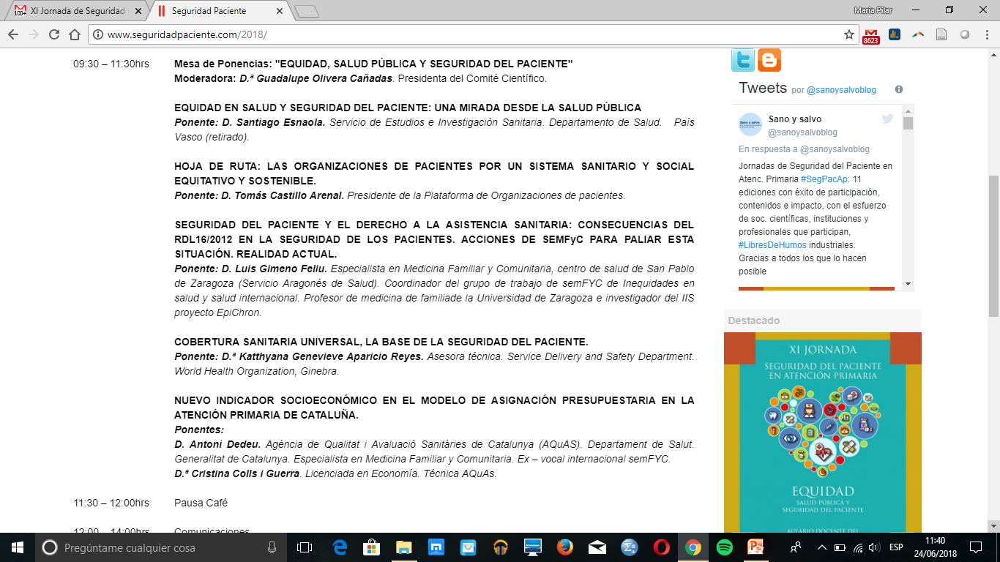 XI Jornada de Seguridad
Seguridad Paciente
Maria Pilar
www.seguridadpaciente.com/2018/
8623
100+
09:30 – 11:30hrs
Mesa de Ponencias: "EQUIDAD, SALUD PÚBLICA Y SEGURIDAD DEL PACIENTE"
Moderadora: D.ª Guadalupe Olivera Cañadas. Presidenta del Comité Científico.
EQUIDAD EN SALUD Y SEGURIDAD DEL PACIENTE: UNA MIRADA DESDE LA SALUD PÚBLICA
Ponente: D. Santiago Esnaola. Servicio de Estudios e Investigación Sanitaria. Departamento de Salud. País
Vasco (retirado).
HOJA DE RUTA: LAS ORGANIZACIONES DE PACIENTES POR UN SISTEMA SANITARIO Y SOCIAL
EQUITATIVO Y SOSTENIBLE.
Ponente: D. Tomás Castillo Arenal. Presidente de la Plataforma de Organizaciones de pacientes.
SEGURIDAD DEL PACIENTE Y EL DERECHO A LA ASISTENCIA SANITARIA: CONSECUENCIAS DEL
RDL16/2012 EN LA SEGURIDAD DE LOS PACIENTES. ACCIONES DE SEMFyC PARA PALIAR ESTA
SITUACIÓN. REALIDAD ACTUAL.
Ponente: D. Luis Gimeno Feliu. Especialista en Medicina Familiar y Comunitaria, centro de salud de San Pablo
de Zaragoza (Servicio Aragonés de Salud). Coordinador del grupo de trabajo de semFYC de Inequidades en
salud y salud internacional. Profesor de medicina de familiade la Universidad de Zaragoza e investigador del IIS
proyecto EpiChron.
COBERTURA SANITARIA UNIVERSAL, LA BASE DE LA SEGURIDAD DEL PACIENTE.
Ponente: D.ª Katthyana Genevieve Aparicio Reyes. Asesora técnica. Service Delivery and Safety Department.
World Health Organization, Ginebra.
NUEVO INDICADOR SOCIOECONÓMICO EN EL MODELO DE ASIGNACIÓN PRESUPUESTARIA EN LA
ATENCIÓN PRIMARIA DE CATALUÑA.
Ponentes:
D. Antoni Dedeu. Agència de Qualitat i Avaluació Sanitàries de Catalunya (AQuAS). Departament de Salut.
Generalitat de Catalunya. Especialista en Medicina Familiar y Comunitaria. Ex – vocal internacional semFYC.
D.ª Cristina Colls i Guerra. Licenciada en Economía. Técnica AQuAs.
11:30 – 12:00hrs
Pausa Café
12:00 – 14:00hrs
Comunicaciones
Tweets por @sanoysalvoblog
Sano y salvo
@sanoysalvoblog
En respuesta a @sanoysalvoblog
Jornadas de Seguridad del Paciente en
Atenc. Primaria #SegPacAp: 11
ediciones con éxito de participación,
contenidos e impacto, con el esfuerzo
de soc. científicas, instituciones y
profesionales que participan,
#LibresDeHumos industriales.
Gracias a todos los que lo hacen
posible
Destacado
XI JORNADA
SEGURIDAD DEL PACIENTE
EN ATENCIÓN PRIMARIA
EQUIDAD
SALUD PÚBLICA Y
SEGURIDAD DEL PACIENTE
AULARIO DOCENTE DEL
Pregúntame cualquier cosa
ESP
11:40
24/06/2018